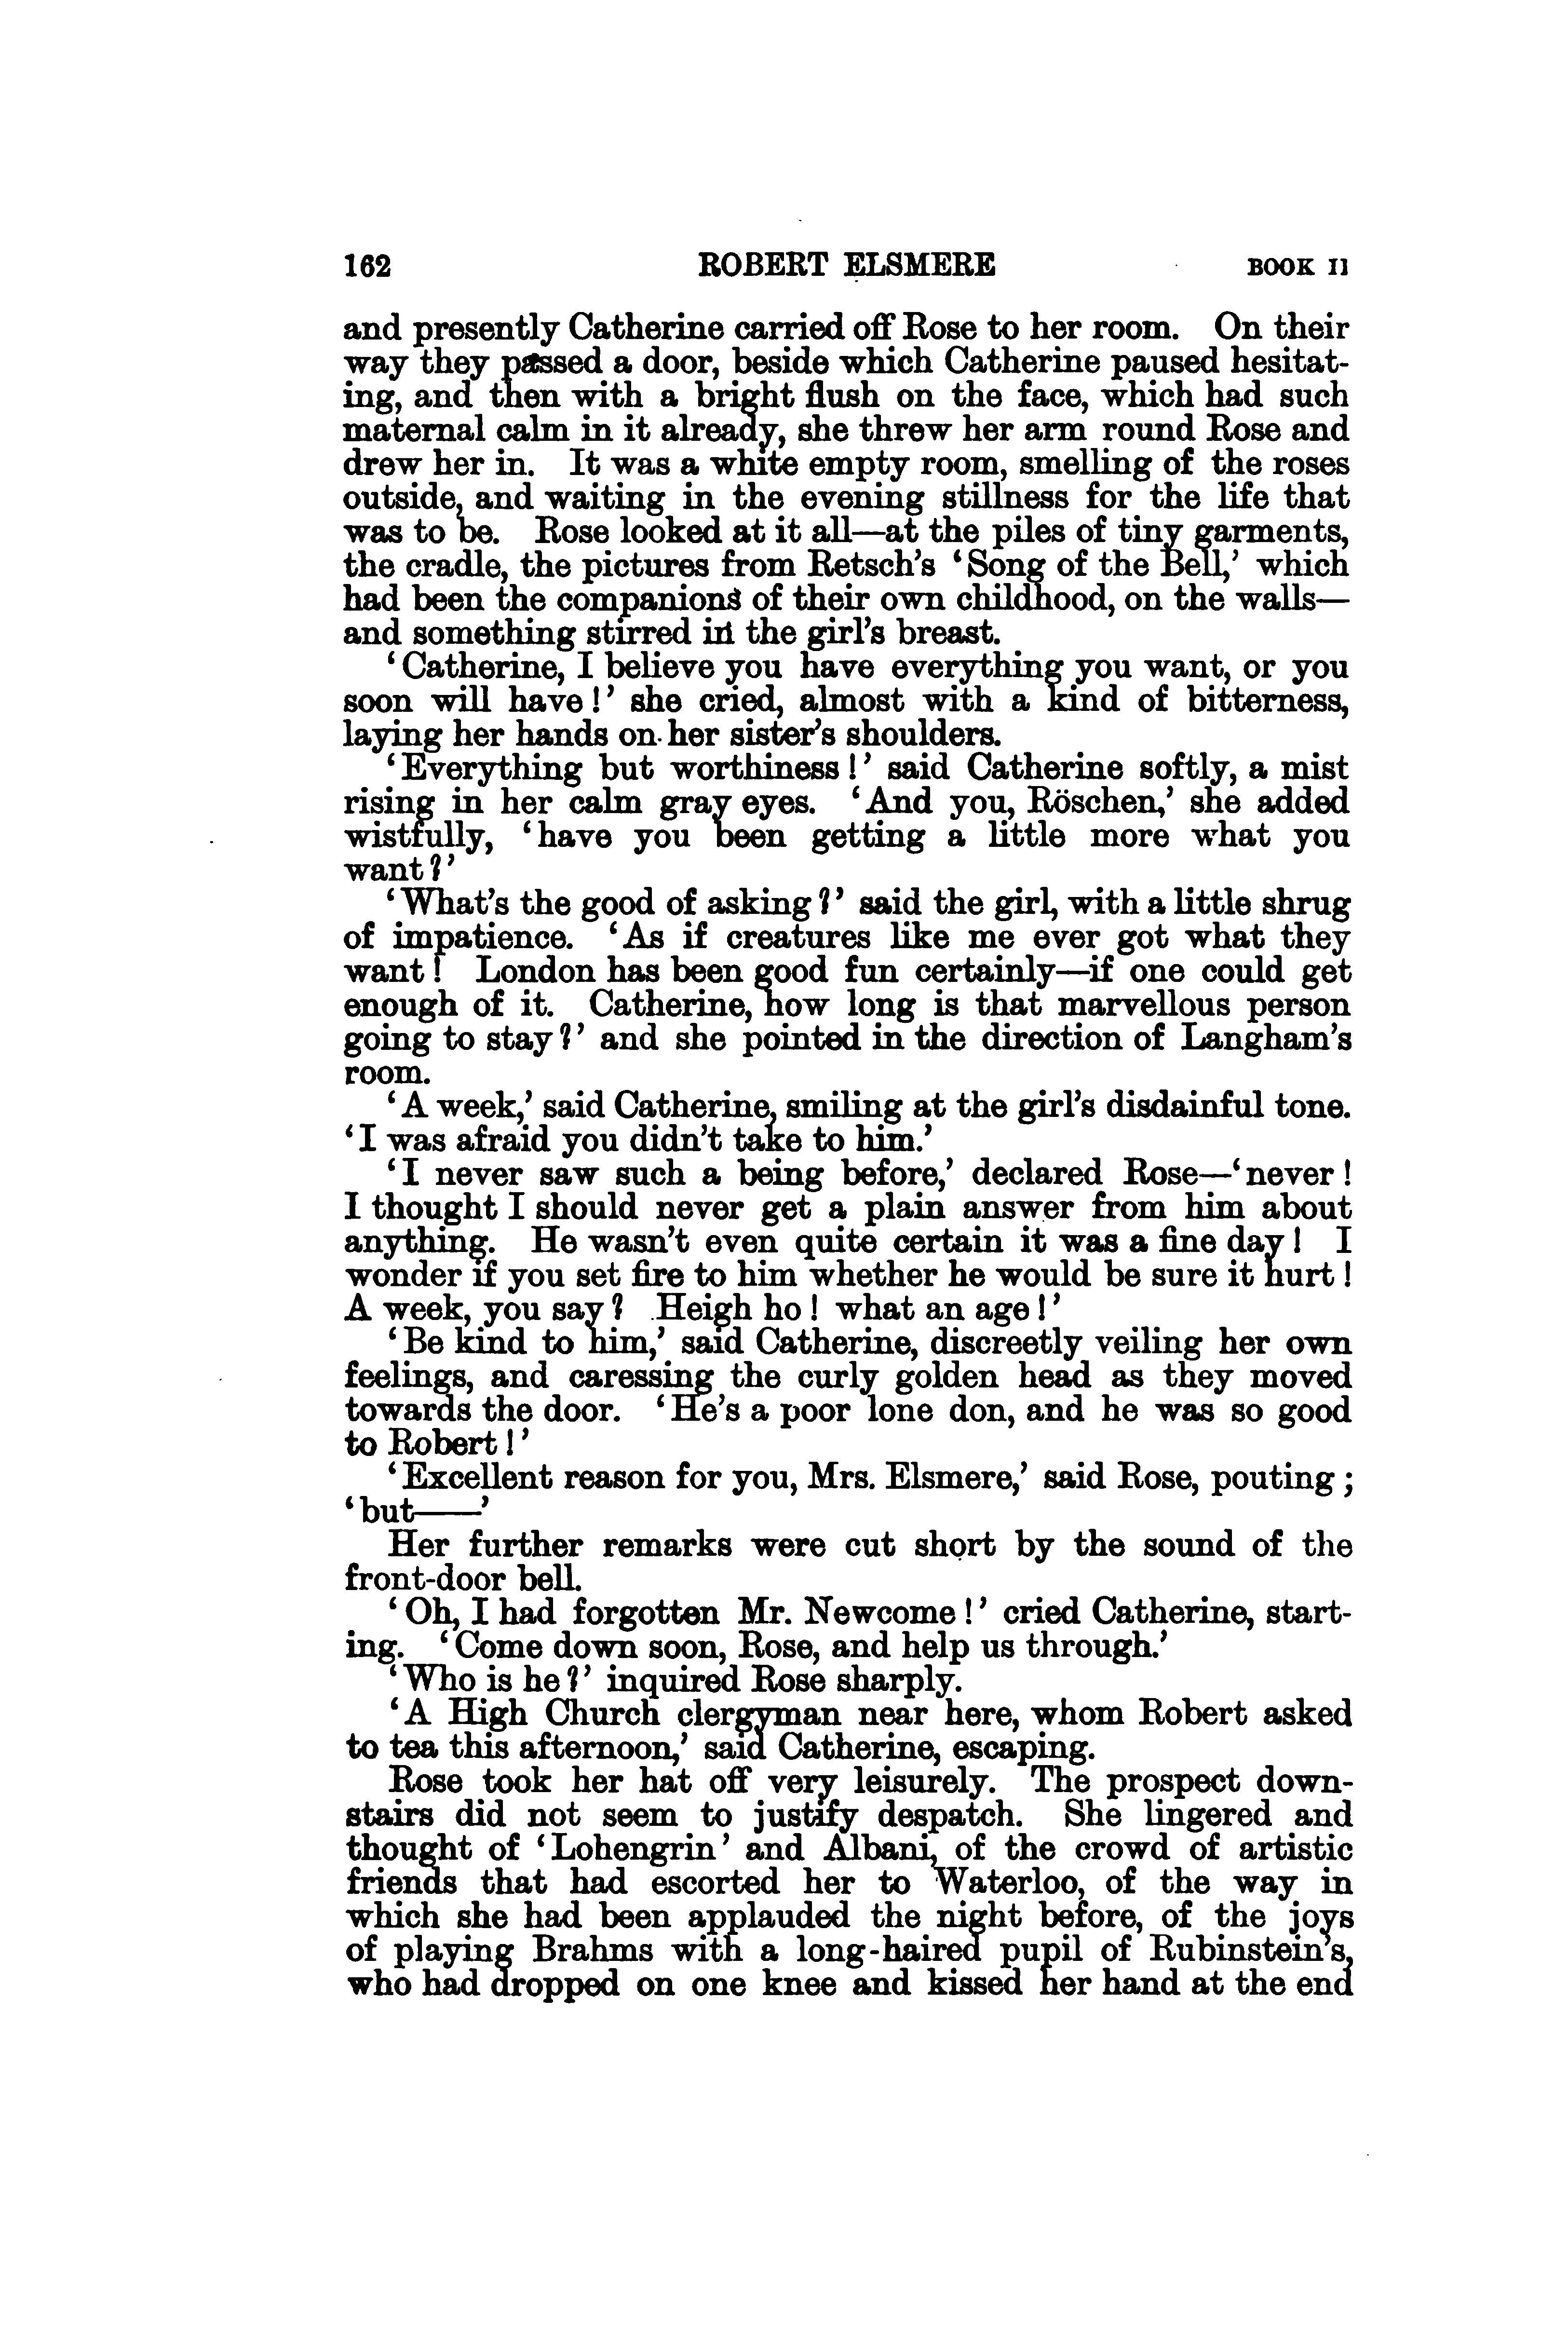 162 ROBERT ELSMERE BOOK II
and presently Catherine carried off Rose to her room. On their
way they passed a door, beside which Catherine paused hesitat-
ing, and then with a bright flush on the face, which had such
maternal calm in it already, she threw her arm round Rose and
drew her in. It was a white empty room, smelling of the roses
outside, and waiting in the evening stillness for the life that
was to be. Rose looked at it all—at the piles of tiny garments,
the cradle, the pictures from Retsch's ‘Song of the Bell,’ which
had been the companions of their own childhood, on the walls—
and something stirred in the girl's breast.
‘Catherine, I believe you have everything you want, or you
soon will have!’ she cried, almost with a kind of bitterness,
laying her hands on her sister's shoulders.
‘Everything but worthiness!’ said Catherine softly, a mist
rising in her calm gray eyes. ‘And you, Röschen,’ she added
wistfully, ‘have you been getting a little more what you
want?’
‘What's the good of asking?’ said the girl, with a little shrug
of impatience. ‘As if creatures like me ever got what they
want! London has been good fun certainly—if one could get
enough of it. Catherine, how long is that marvellous person
going to stay?’ and she pointed in the direction of Langham's
room.
‘A week,’ said Catherine, smiling at the girl's disdainful tone.
‘I was afraid you didn't take to him.’
‘I never saw such a being before,’ declared Rose—‘never!
I thought I should never get a plain answer from him about
anything. He wasn't even quite certain it was a fine day! I
wonder if you set fire to him whether he would be sure it hurt!
A week, you say? Heigh ho! what an age!’
‘Be kind to him,’ said Catherine, discreetly veiling her own
feelings, and caressing the curly golden head as they moved
towards the door. ‘He's a poor lone don, and he was so good
to Robert!’
‘Excellent reason for you, Mrs. Elsmere,’ said Rose, pouting;
‘but——’
Her further remarks were cut short by the sound of the
front-door bell.
‘Oh, I had forgotten Mr. Newcome!’ cried Catherine, start-
ing. ‘Come down soon, Rose, and help us through.’
‘Who is he?’ inquired Rose sharply.
‘A High Church clergyman near here, whom Robert asked
to tea this afternoon,’ said Catherine, escaping.
Rose took her hat off very leisurely. The prospect down-
stairs did not seem to justify despatch. She lingered and
thought of ‘Lohengrin’ and Albani, of the crowd of artistic
friends that had escorted her to Waterloo, of the way in
which she had been applauded the night before, of the joys
of playing Brahms with a long-haired pupil of Rubinstein's,
who had dropped on one knee and kissed her hand at the end